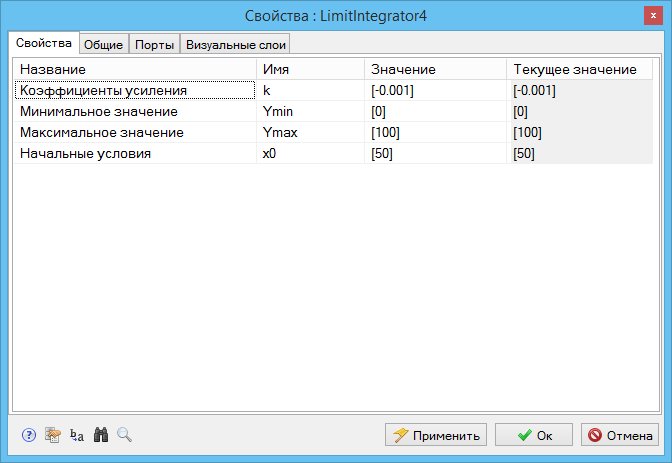 Свойства : LimitIntegrator4
x
Свойства Общие Порты Визуальные слои
Название Имя Значение Текущее значение
Коэффициенты усиления k [-0.001] [-0.001]
Минимальное значение Ymin [0] [0]
Максимальное значение Ymax [100] [100]
Начальные условия x0 [50] [50]
? b a Применить Ok Отмена